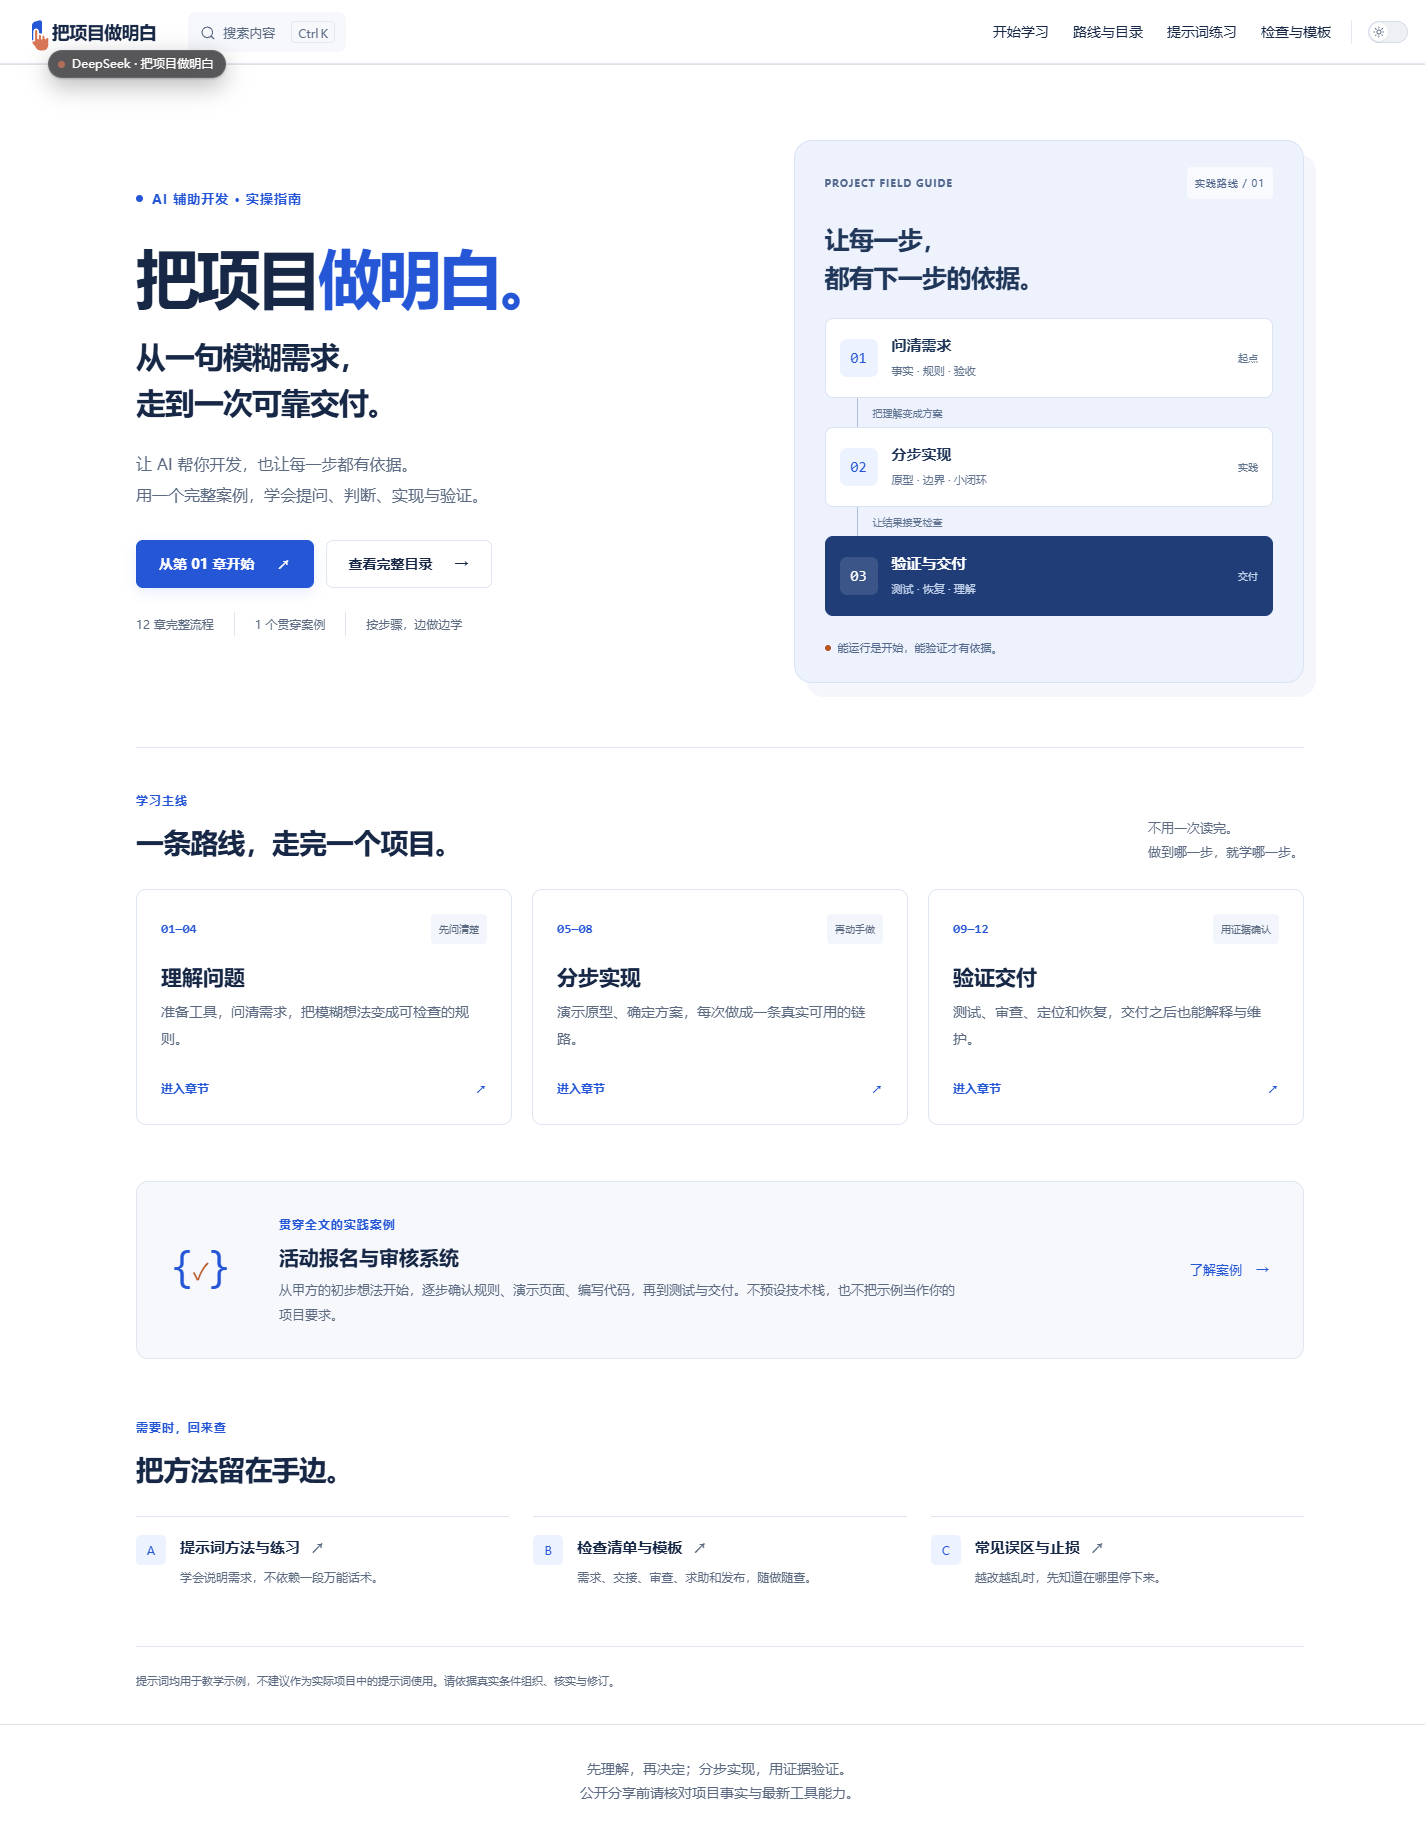 把项目做明白
搜索内容 Ctrl K
开始学习 路线与目录 提示词练习 检查与模板
DeepSeek · 把项目做明白
AI 辅助开发 · 实操指南
把项目做明白。
从一句模糊需求，
走到一次可靠交付。
让 AI 帮你开发，也让每一步都有依据。
用一个完整案例，学会提问、判断、实现与验证。
从第 01 章开始 ↗
查看完整目录 →
12 章完整流程
1 个贯穿案例
按步骤，边做边学
PROJECT FIELD GUIDE
实践路线 / 01
让每一步，
都有下一步的依据。
01
问清需求
事实 · 规则 · 验收
起点
把理解变成方案
02
分步实现
原型 · 边界 · 小闭环
实践
让结果接受检查
03
验证与交付
测试 · 恢复 · 理解
交付
能运行是开始，能验证才有依据。
学习主线
一条路线，走完一个项目。
不用一次读完。
做到哪一步，就学哪一步。
01—04
先问清楚
理解问题
准备工具，问清需求，把模糊想法变成可检查的规
则。
进入章节 ↗
05—08
再动手做
分步实现
演示原型、确定方案，每次做成一条真实可用的链
路。
进入章节 ↗
09—12
用证据确认
验证交付
测试、审查、定位和恢复，交付之后也能解释与维
护。
进入章节 ↗
{✓}
贯穿全文的实践案例
活动报名与审核系统
从甲方的初步想法开始，逐步确认规则、演示页面、编写代码，再到测试与交付。不预设技术栈，也不把示例当作你的
项目要求。
了解案例 →
需要时，回来查
把方法留在手边。
A
提示词方法与练习 ↗
学会说明需求，不依赖一段万能话术。
B
检查清单与模板 ↗
需求、交接、审查、求助和发布，随做随查。
C
常见误区与止损 ↗
越改越乱时，先知道在哪里停下来。
提示词均用于教学示例，不建议作为实际项目中的提示词使用。请依据真实条件组织、核实与修订。
先理解，再决定；分步实现，用证据验证。
公开分享前请核对项目事实与最新工具能力。